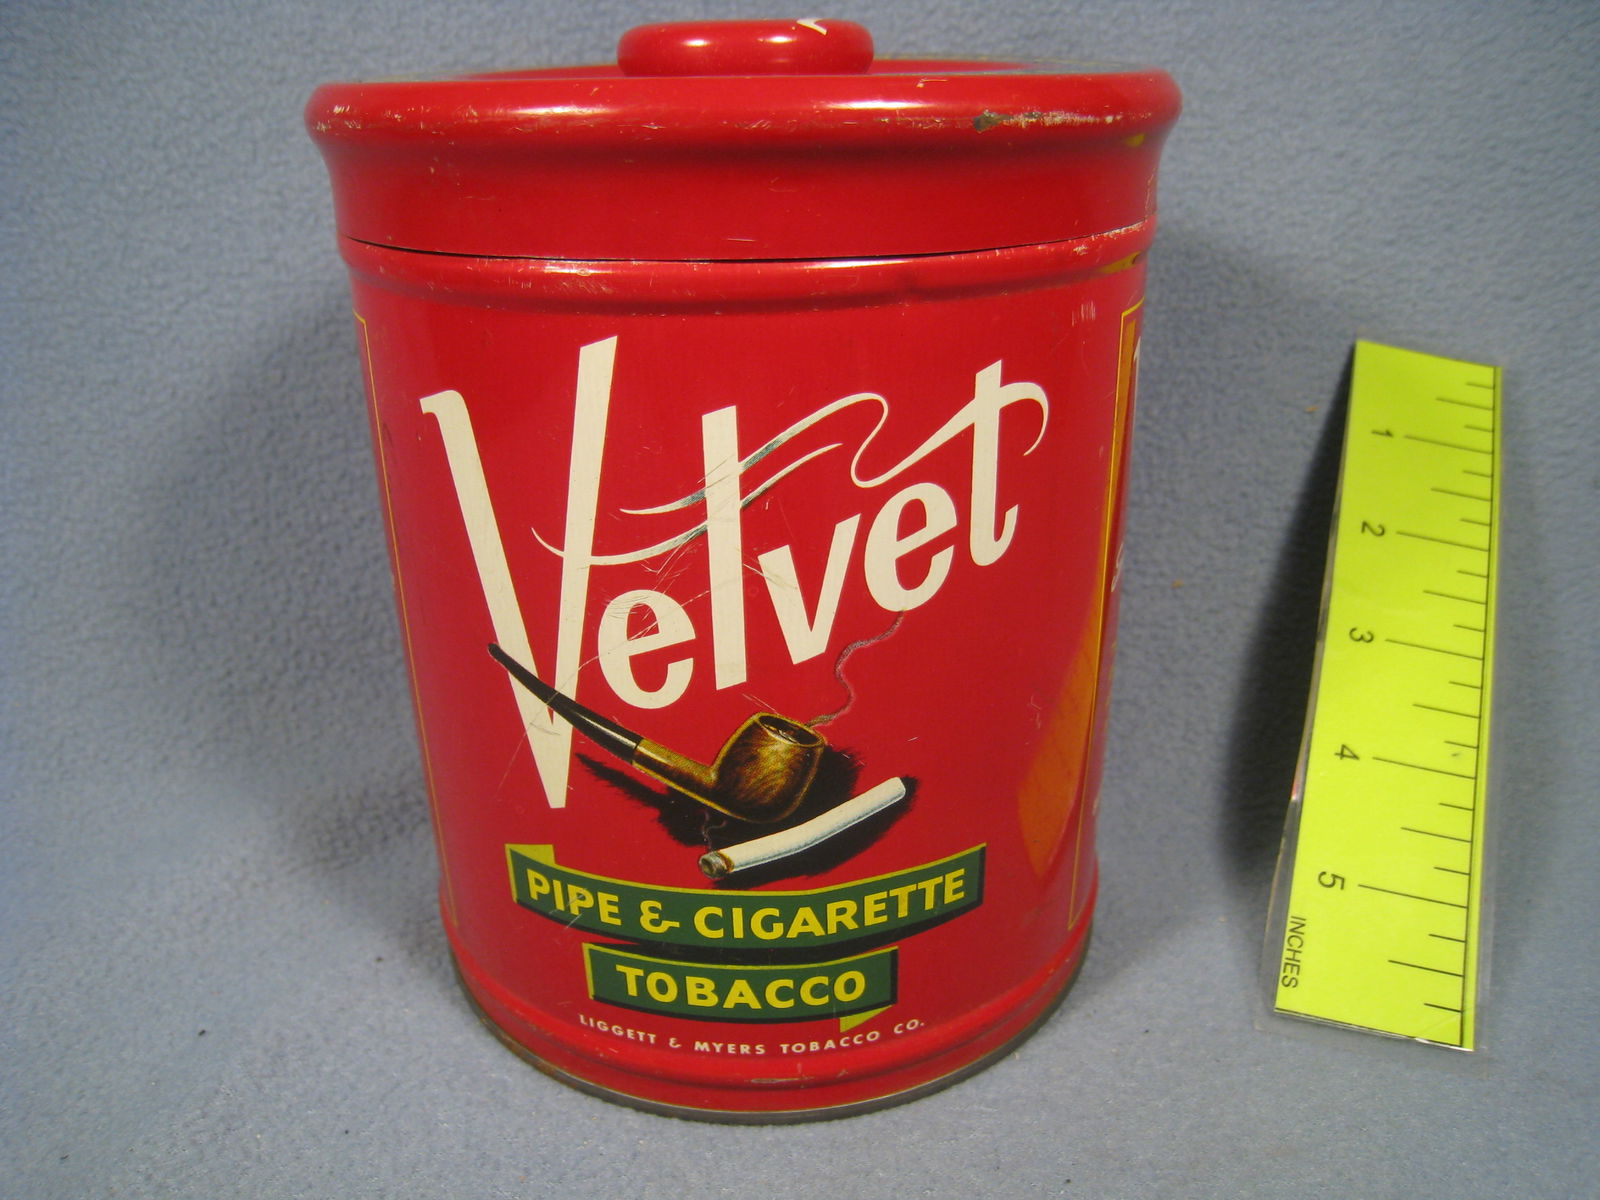 Velvet
PIPE & CIGARETTE
TOBACCO
LIGGETT & MYERS TOBACCO CO.
1
2
3
4
5
INCHES